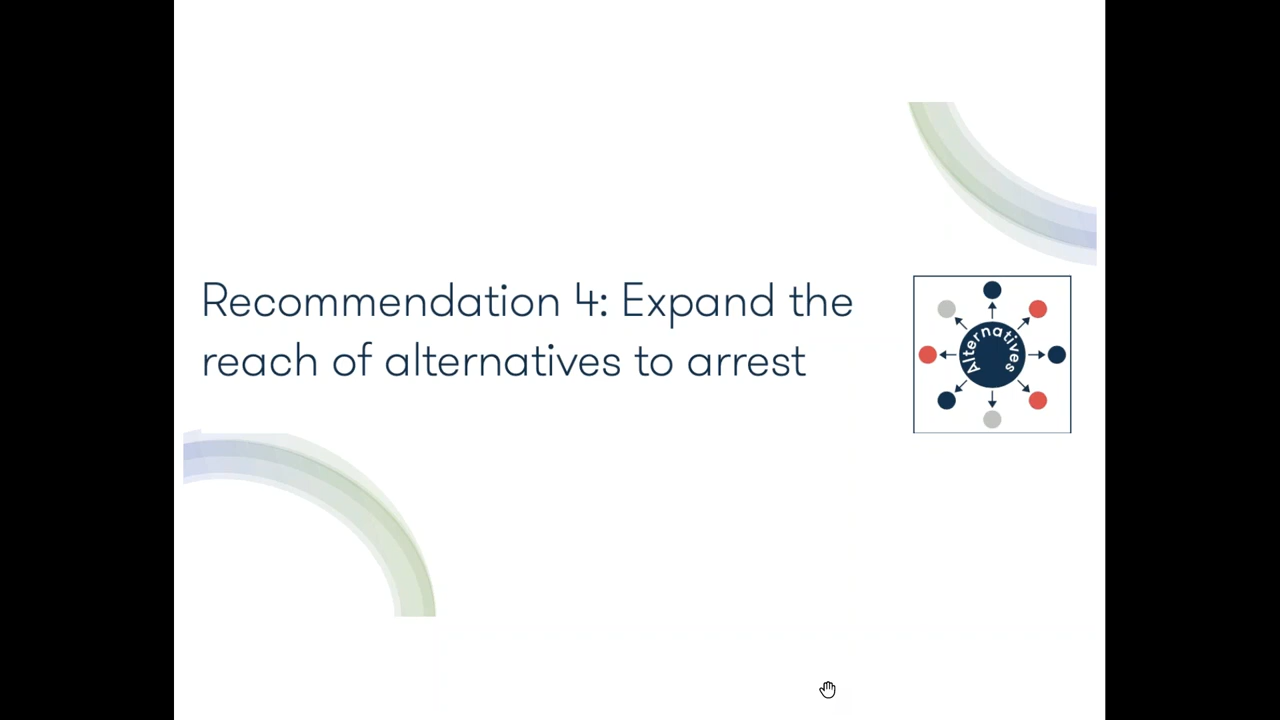 Recommendation 4: Expand the
reach of alternatives to arrest
Alternatives